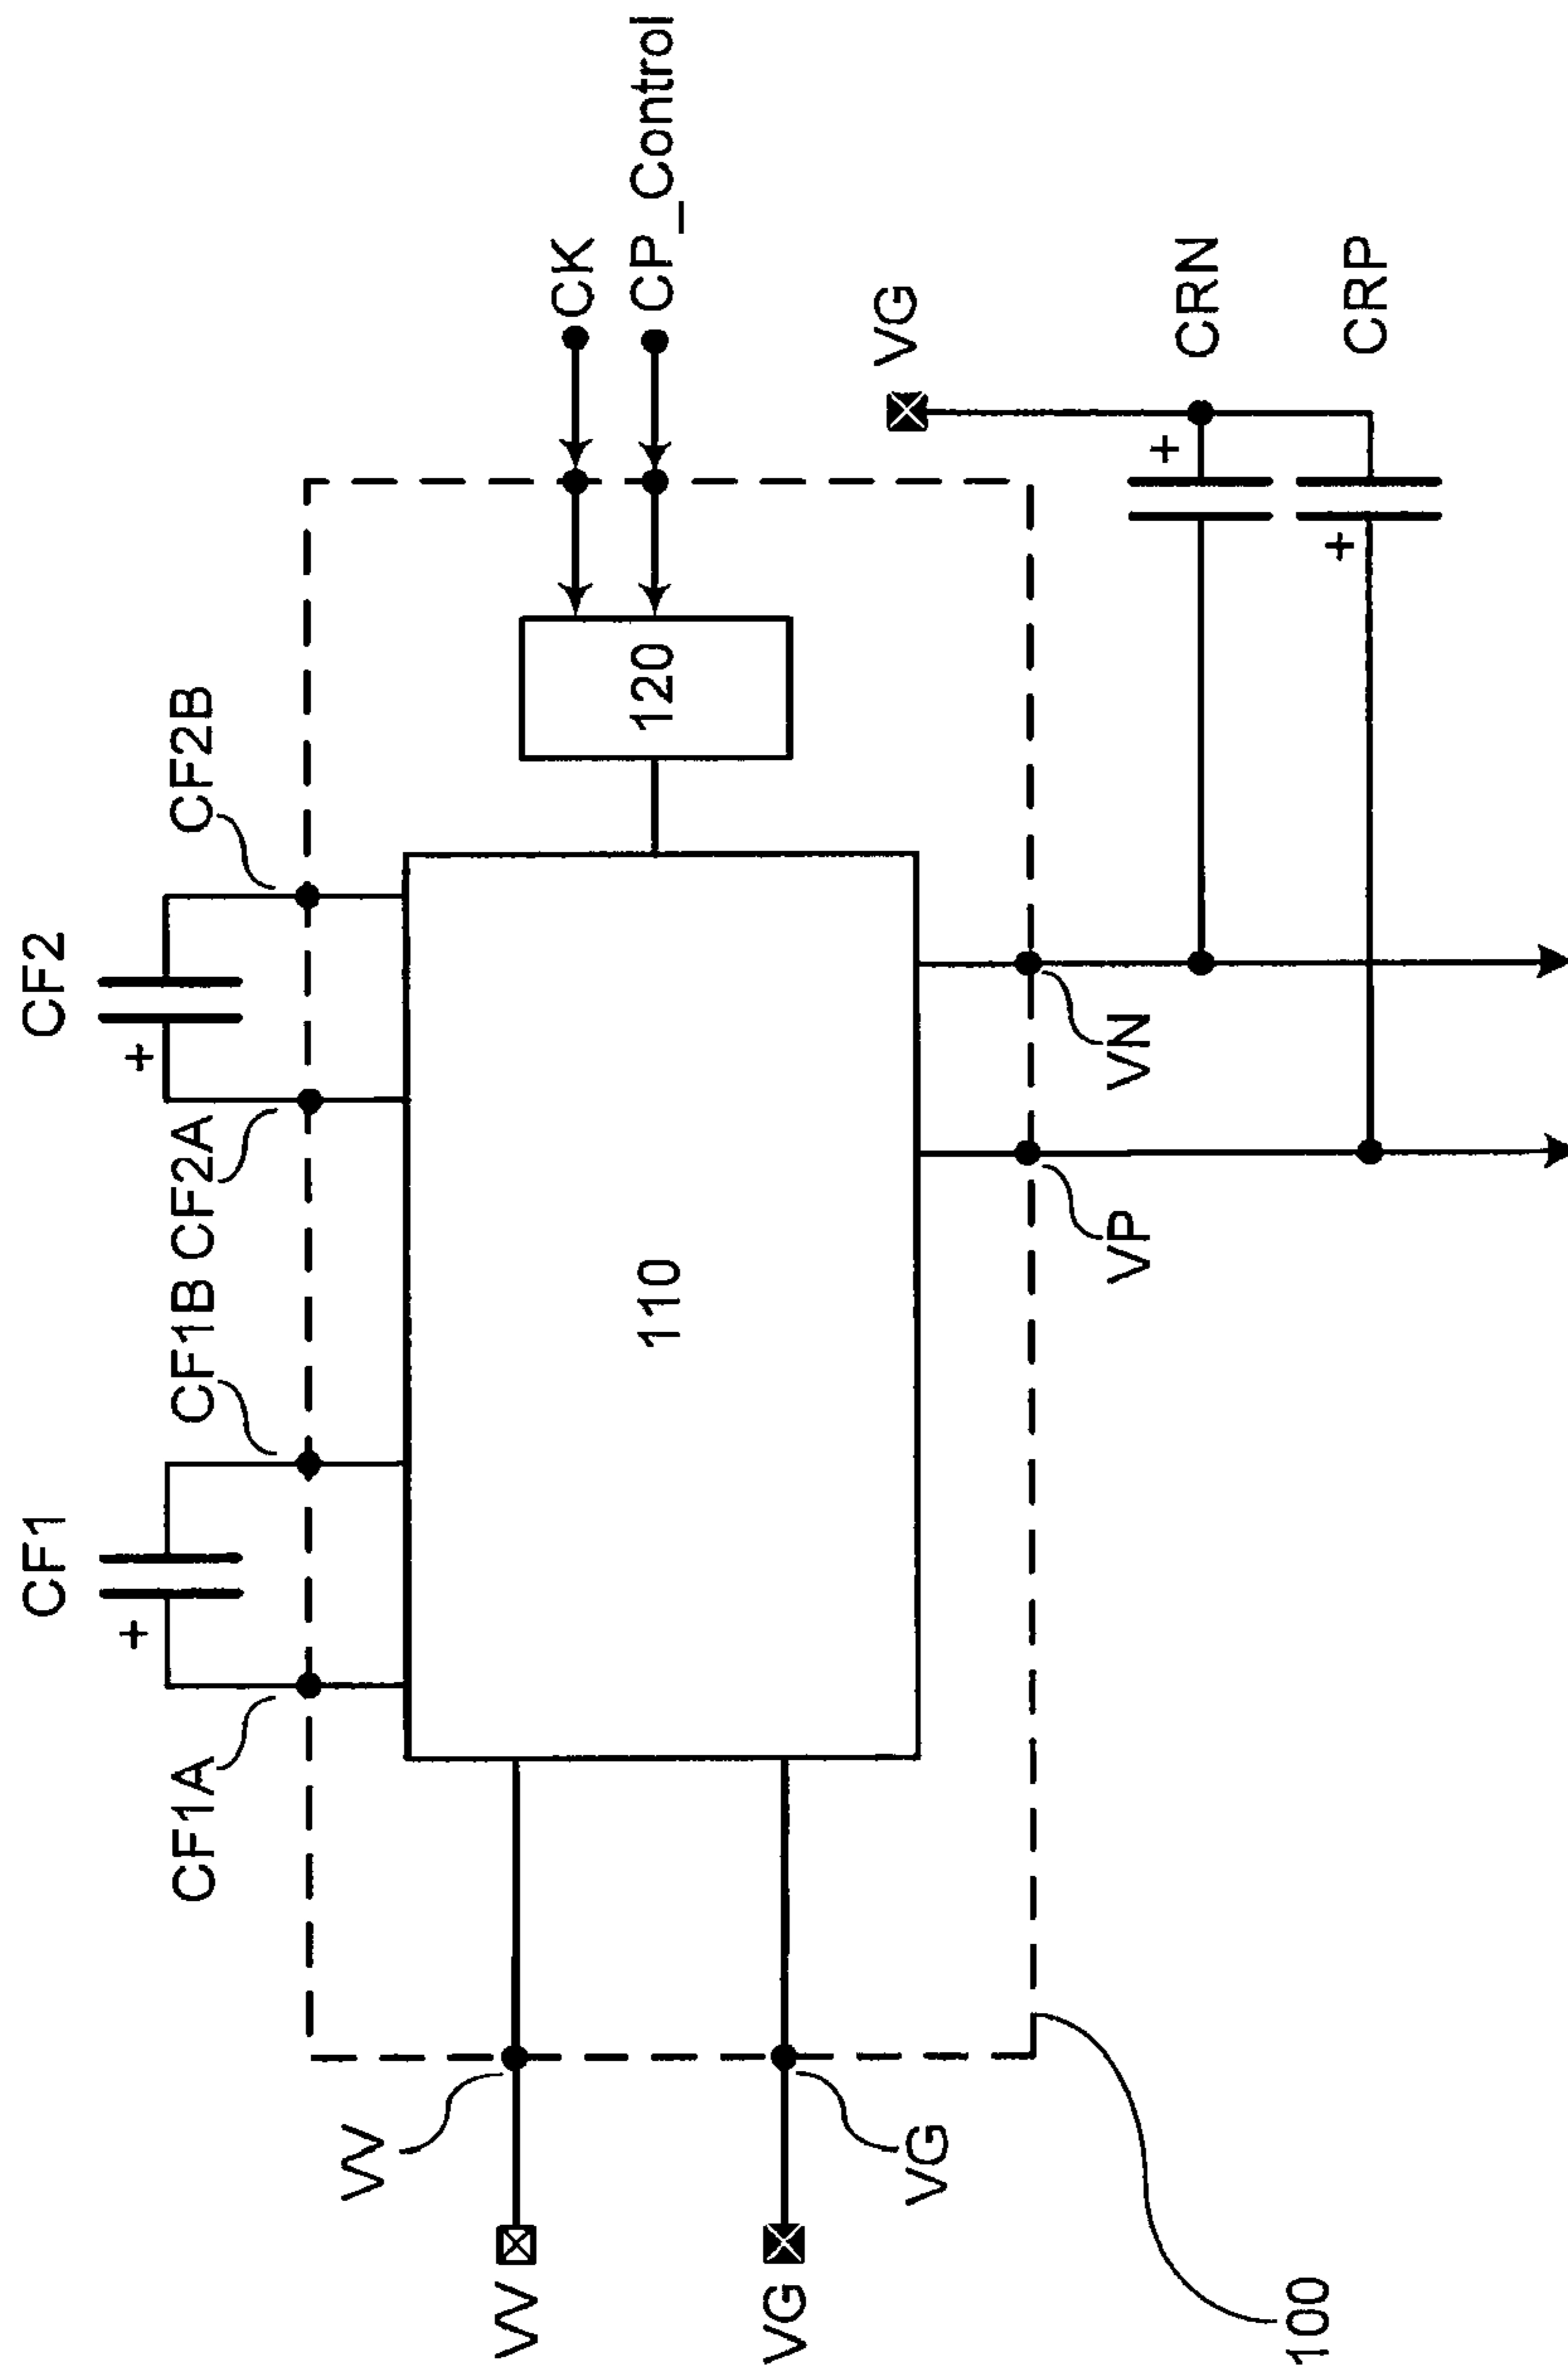 CF1
CF2
CF1A
CF1B
CF2A
CF2B
VV
VV
CK
CP_Control
120
110
VG
VG
VG
VP
VN
CRN
100
CRP